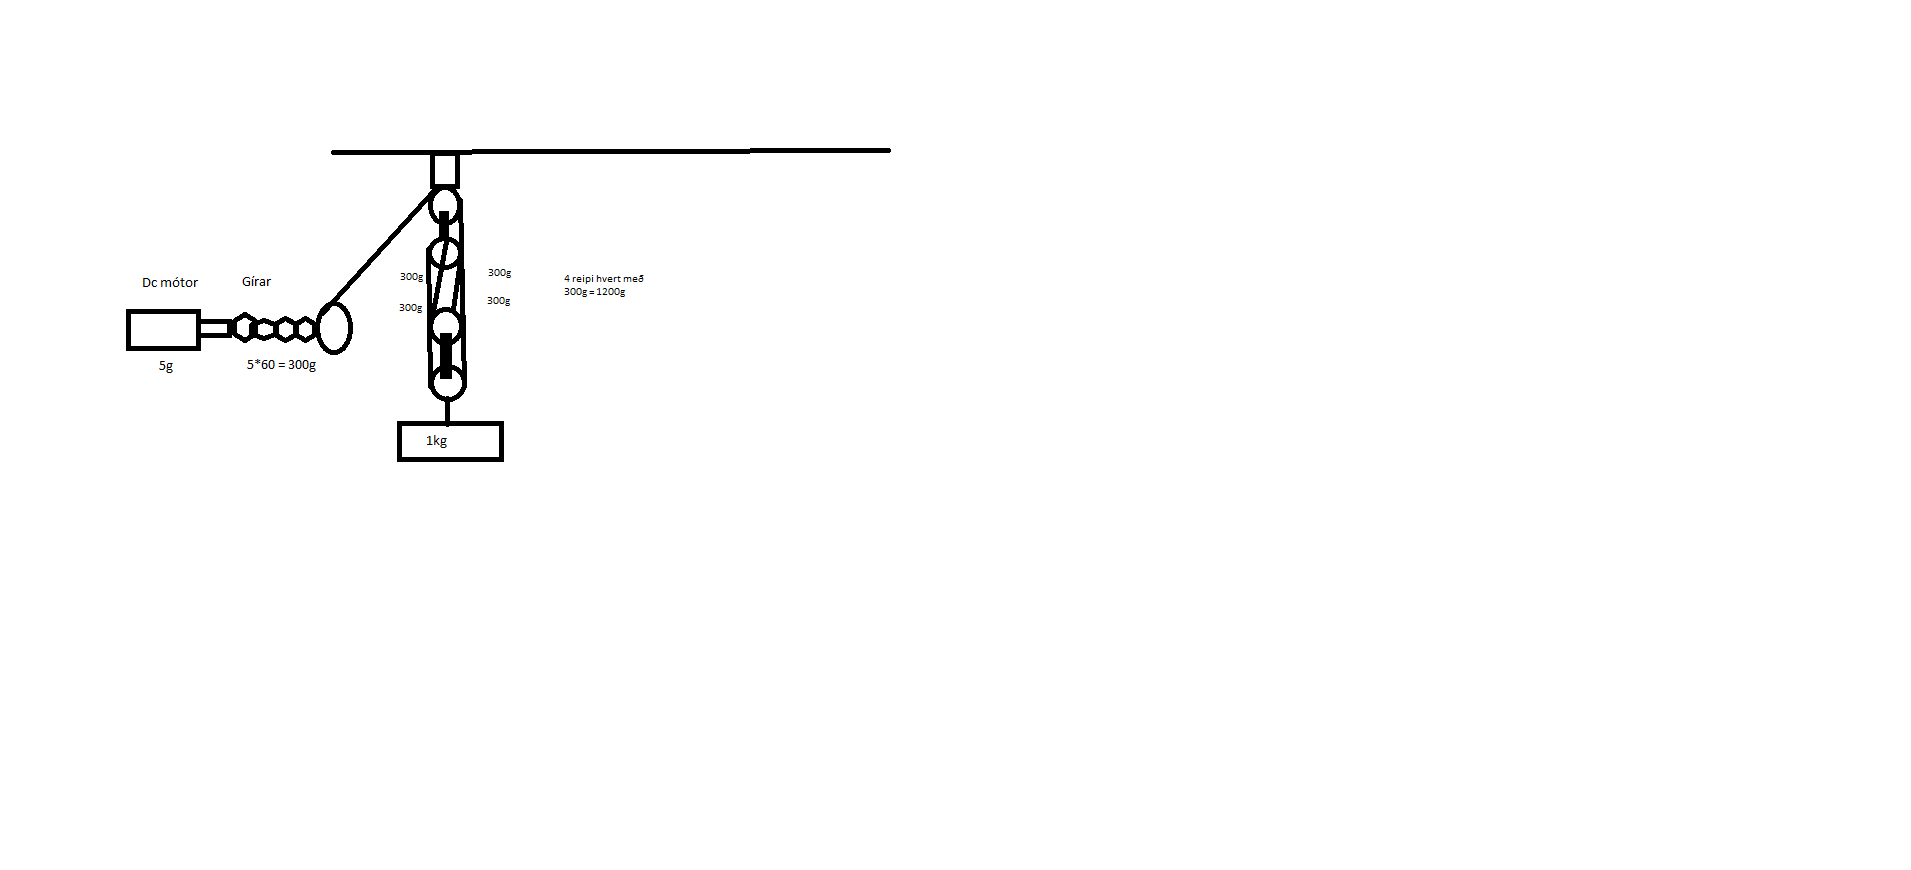 Dc mótor
Gírar
5g
5*60 = 300g
300g
300g
300g
300g
4 reipi hvert með
300g = 1200g
1kg